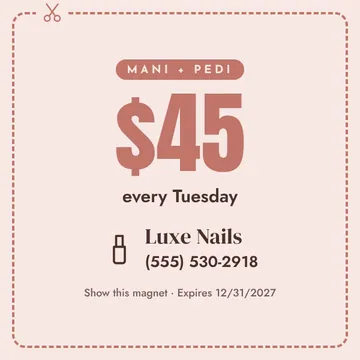 MANI + PEDI
$45
every Tuesday
Luxe Nails
(555) 530-2918
Show this magnet · Expires 12/31/2027